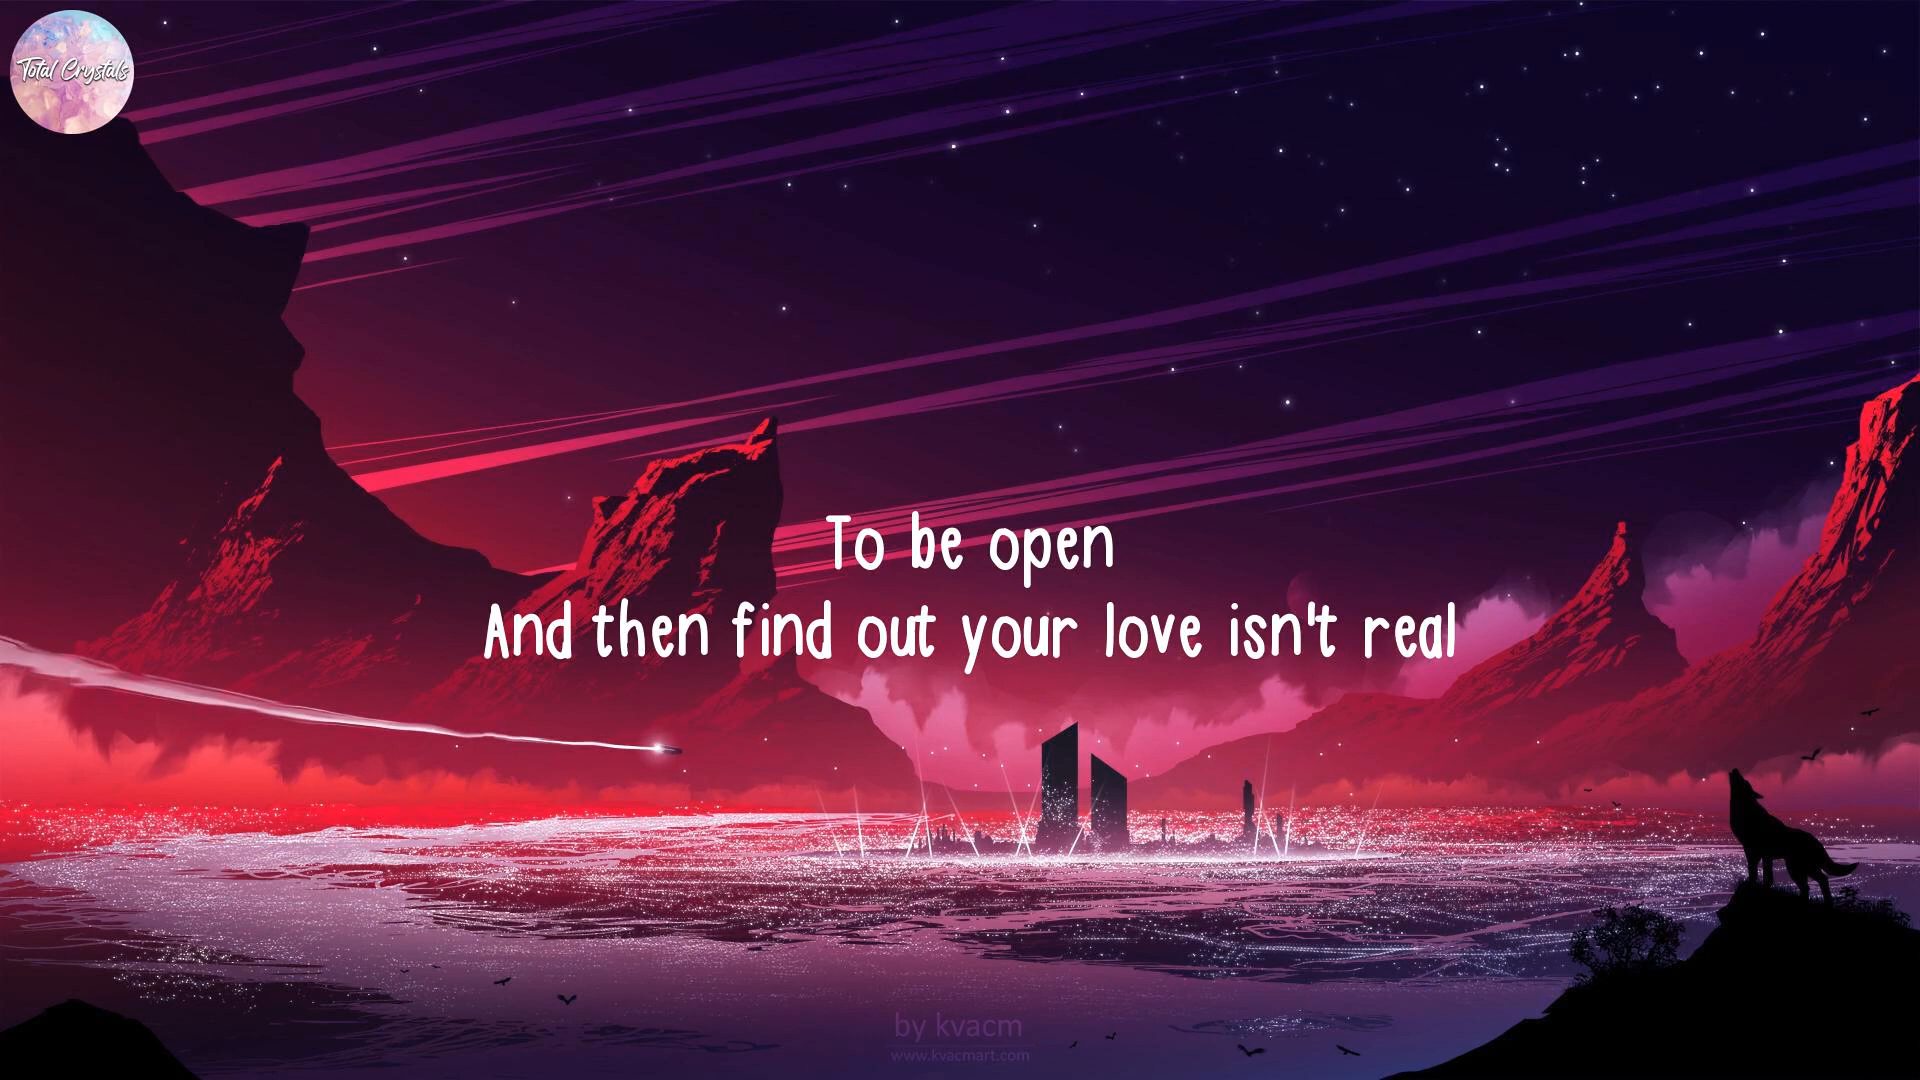 Total Crystals
To be open
And then find out your love isn't real
by kvacm
www.kvacmart.com